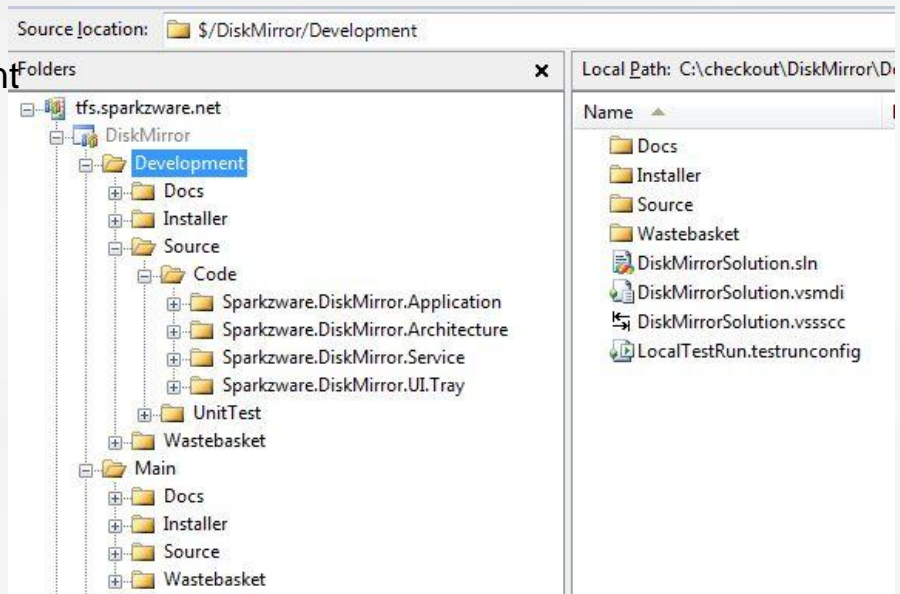 Source location: $/DiskMirror/Development
nt
Folders x
tfs.sparkzware.net
DiskMirror
Development
Docs
Installer
Source
Code
Sparkzware.DiskMirror.Application
Sparkzware.DiskMirror.Architecture
Sparkzware.DiskMirror.Service
Sparkzware.DiskMirror.UI.Tray
UnitTest
Wastebasket
Main
Docs
Installer
Source
Wastebasket
Local Path: C:\checkout\DiskMirror\D
Name
Docs
Installer
Source
Wastebasket
DiskMirrorSolution.sln
DiskMirrorSolution.vsmdi
DiskMirrorSolution.vssscc
LocalTestRun.testrunconfig